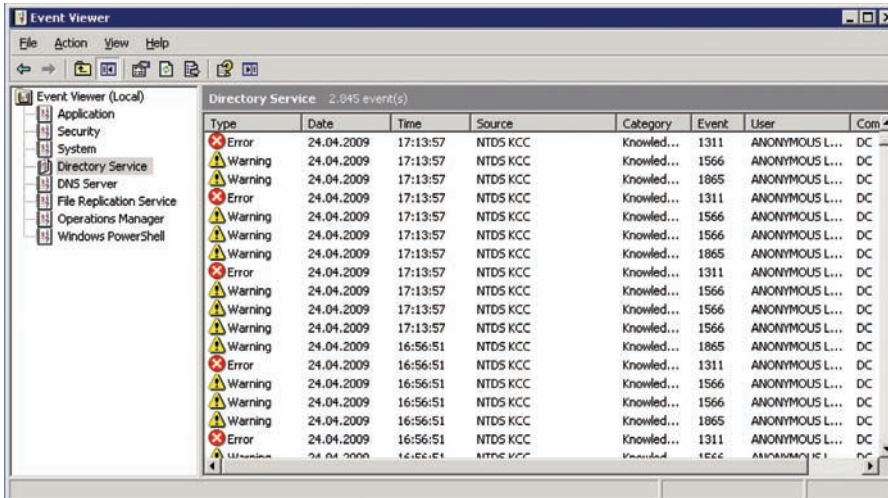 Event Viewer
File Action View Help
Event Viewer (Local)
Application
Security
System
Directory Service
DNS Server
File Replication Service
Operations Manager
Windows PowerShell
Directory Service 2.845 event(s)
Type Date Time Source Category Event User Com
Error 24.04.2009 17:13:57 NTDS KCC Knowled... 1311 ANONYMOUS L... DC
Warning 24.04.2009 17:13:57 NTDS KCC Knowled... 1566 ANONYMOUS L... DC
Warning 24.04.2009 17:13:57 NTDS KCC Knowled... 1865 ANONYMOUS L... DC
Error 24.04.2009 17:13:57 NTDS KCC Knowled... 1311 ANONYMOUS L... DC
Warning 24.04.2009 17:13:57 NTDS KCC Knowled... 1566 ANONYMOUS L... DC
Warning 24.04.2009 17:13:57 NTDS KCC Knowled... 1566 ANONYMOUS L... DC
Warning 24.04.2009 17:13:57 NTDS KCC Knowled... 1865 ANONYMOUS L... DC
Error 24.04.2009 17:13:57 NTDS KCC Knowled... 1311 ANONYMOUS L... DC
Warning 24.04.2009 17:13:57 NTDS KCC Knowled... 1566 ANONYMOUS L... DC
Warning 24.04.2009 17:13:57 NTDS KCC Knowled... 1566 ANONYMOUS L... DC
Warning 24.04.2009 17:13:57 NTDS KCC Knowled... 1566 ANONYMOUS L... DC
Warning 24.04.2009 16:56:51 NTDS KCC Knowled... 1865 ANONYMOUS L... DC
Error 24.04.2009 16:56:51 NTDS KCC Knowled... 1311 ANONYMOUS L... DC
Warning 24.04.2009 16:56:51 NTDS KCC Knowled... 1566 ANONYMOUS L... DC
Warning 24.04.2009 16:56:51 NTDS KCC Knowled... 1566 ANONYMOUS L... DC
Warning 24.04.2009 16:56:51 NTDS KCC Knowled... 1865 ANONYMOUS L... DC
Error 24.04.2009 16:56:51 NTDS KCC Knowled... 1311 ANONYMOUS L... DC
Warning 24.04.2009 16:56:51 NTDS KCC Knowled... 1566 ANONYMOUS L... DC